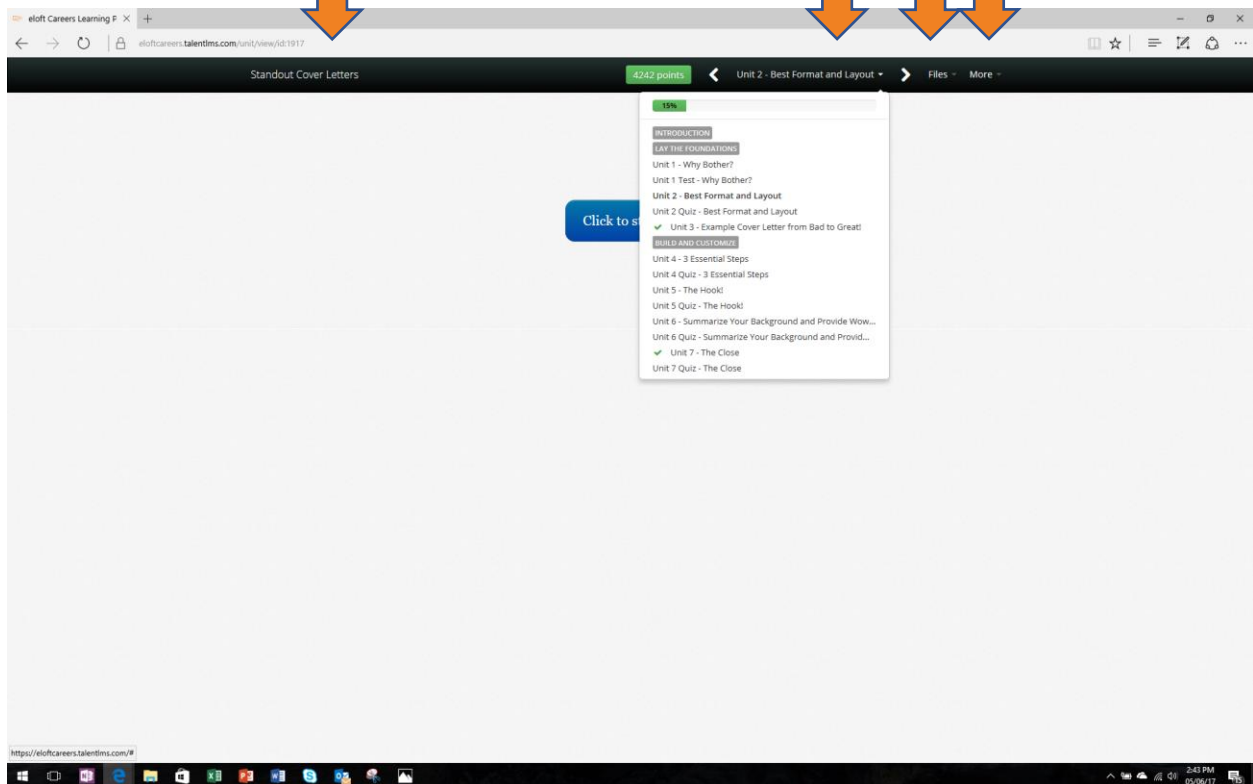 eloft Careers Learning P
eloftcareers.talentlms.com/unit/view/id:1917
Standout Cover Letters
4242 points
Unit 2 - Best Format and Layout
Files
More
15%
INTRODUCTION
LAY THE FOUNDATIONS
Unit 1 - Why Bother?
Unit 1 Test - Why Bother?
Unit 2 - Best Format and Layout
Unit 2 Quiz - Best Format and Layout
Click to s
Unit 3 - Example Cover Letter from Bad to Great!
BUILD AND CUSTOMIZE
Unit 4 - 3 Essential Steps
Unit 4 Quiz - 3 Essential Steps
Unit 5 - The Hook!
Unit 5 Quiz - The Hook!
Unit 6 - Summarize Your Background and Provide Wow...
Unit 6 Quiz - Summarize Your Background and Provid...
Unit 7 - The Close
Unit 7 Quiz - The Close
https://eloftcareers.talentlms.com/#
2:43 PM
05/06/17